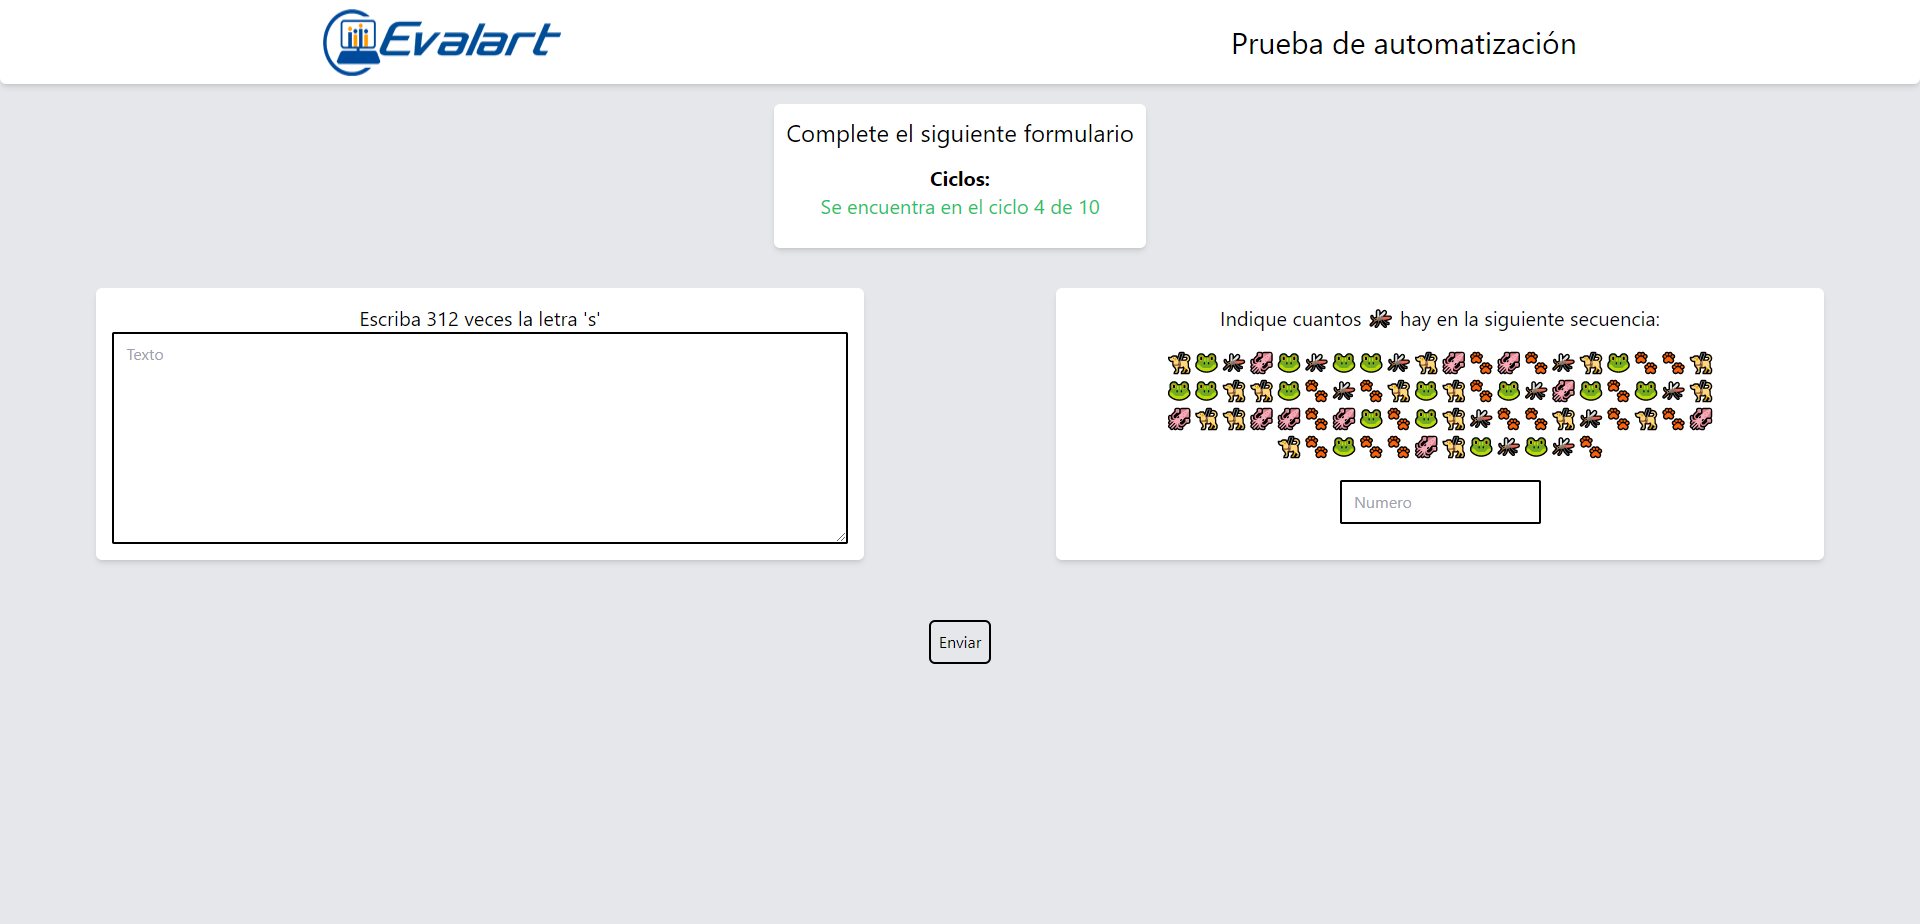 Evalart
Prueba de automatización
Complete el siguiente formulario
Ciclos:
Se encuentra en el ciclo 4 de 10
Escriba 312 veces la letra 's'
Texto
Indique cuantos 🦟 hay en la siguiente secuencia:
🐕‍🦺🐸🦟🦑🐸🦟🐸🐸🦟🐕‍🦺🦑🐾🦑🐾🦟🐕‍🦺🐸🐾🐾🐕‍🦺
🐸🐸🐕‍🦺🐕‍🦺🐸🐾🦟🐾🐕‍🦺🐸🐕‍🦺🐾🐸🦟🦑🐸🐾🐸🦟🐕‍🦺
🦑🐕‍🦺🐕‍🦺🦑🦑🐾🦑🐸🐾🐸🐕‍🦺🦟🐾🐾🐕‍🦺🦟🐾🐕‍🦺🐾🦑
🐕‍🦺🐾🐸🐾🐾🦑🐕‍🦺🐸🦟🐸🦟🐾
Numero
Enviar